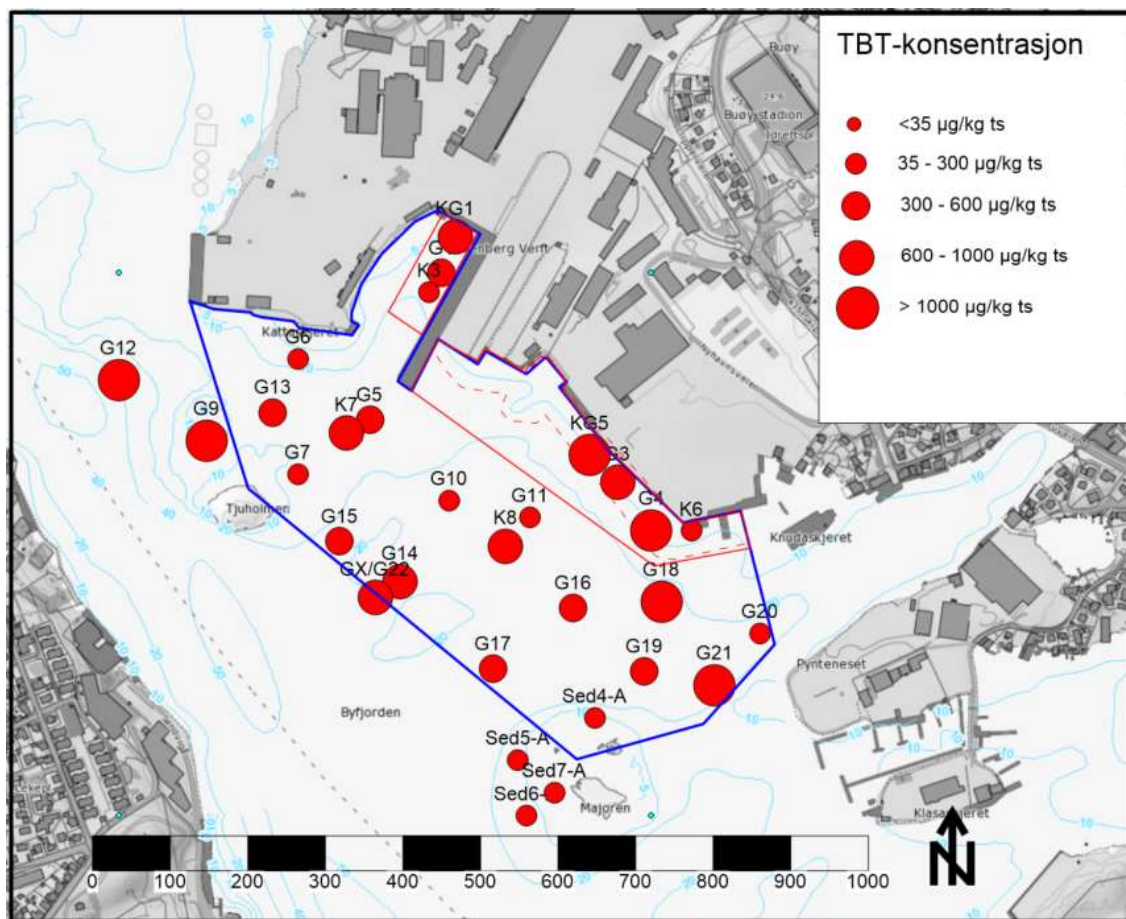 TBT-konsentrasjon
<35 µg/kg ts
35 - 300 µg/kg ts
300 - 600 µg/kg ts
600 - 1000 µg/kg ts
> 1000 µg/kg ts
Buøy
Buøy stadion
Idrettspl.
KG1
Verft
K3
Kattaskjeret
G6
G12
G13
G9
K7
G5
G7
KG5
G3
G10
G11
G4
K6
Tjuholmen
K8
Knudaskjeret
G15
G14
GX/G22
G16
G18
G20
G17
G19
G21
Pynteneset
Sed4-A
Byfjorden
Sed5-A
Sed7-A
Sed6-
Majoren
N
0 100 200 300 400 500 600 700 800 900 1000